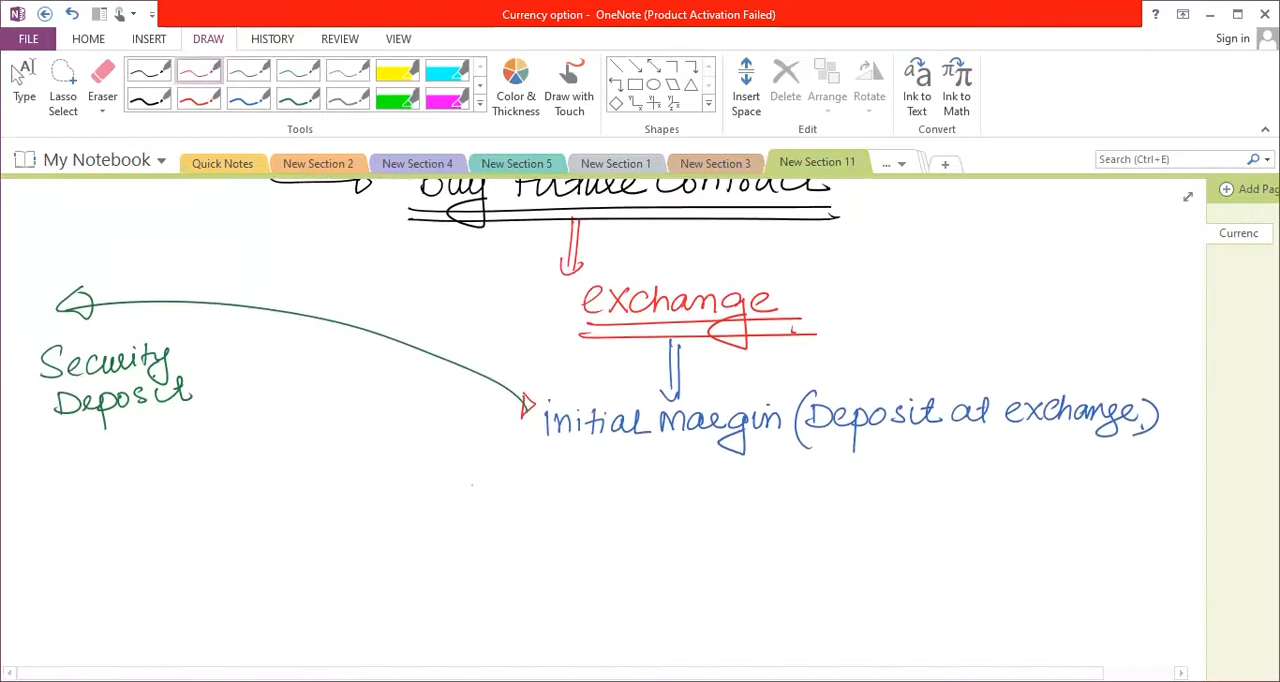 Currency option - OneNote (Product Activation Failed)
FILE HOME INSERT DRAW HISTORY REVIEW VIEW Sign in
Type Lasso Select Eraser Color & Thickness Draw with Touch Insert Space Delete Arrange Rotate Ink to Text Ink to Math
Tools Shapes Edit Convert
My Notebook Quick Notes New Section 2 New Section 4 New Section 5 New Section 1 New Section 3 New Section 11 ... Search (Ctrl+E)
Add Pag
Currenc
Buy Future Contract
exchange
Security
Deposit
initial Margin (Deposit at exchange)